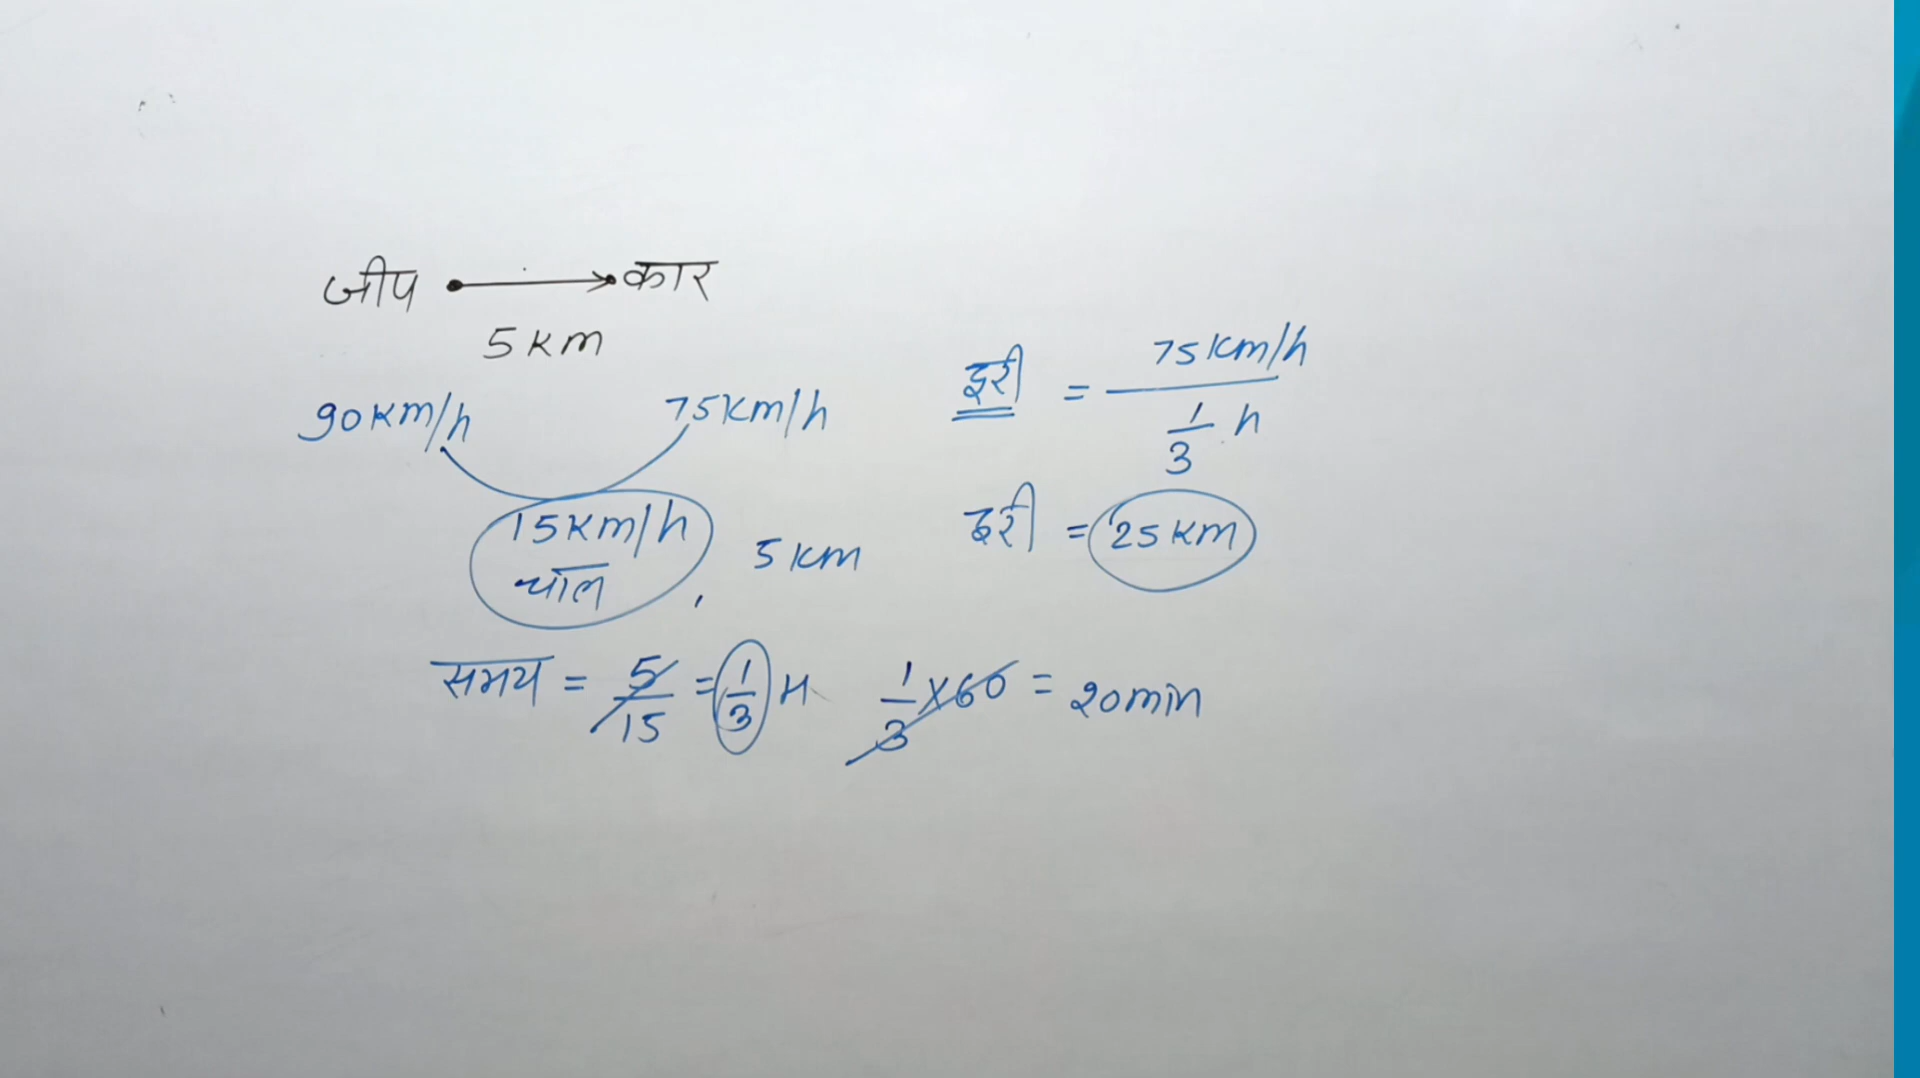 जीप कार
5 km
90 km/h 75 km/h
15 km/h
चाल
5 km
समय = 5/15 = 1/3 H 1/3 x 60 = 20 min
दूरी = 75 km/h / 1/3 h
दूरी = 25 km